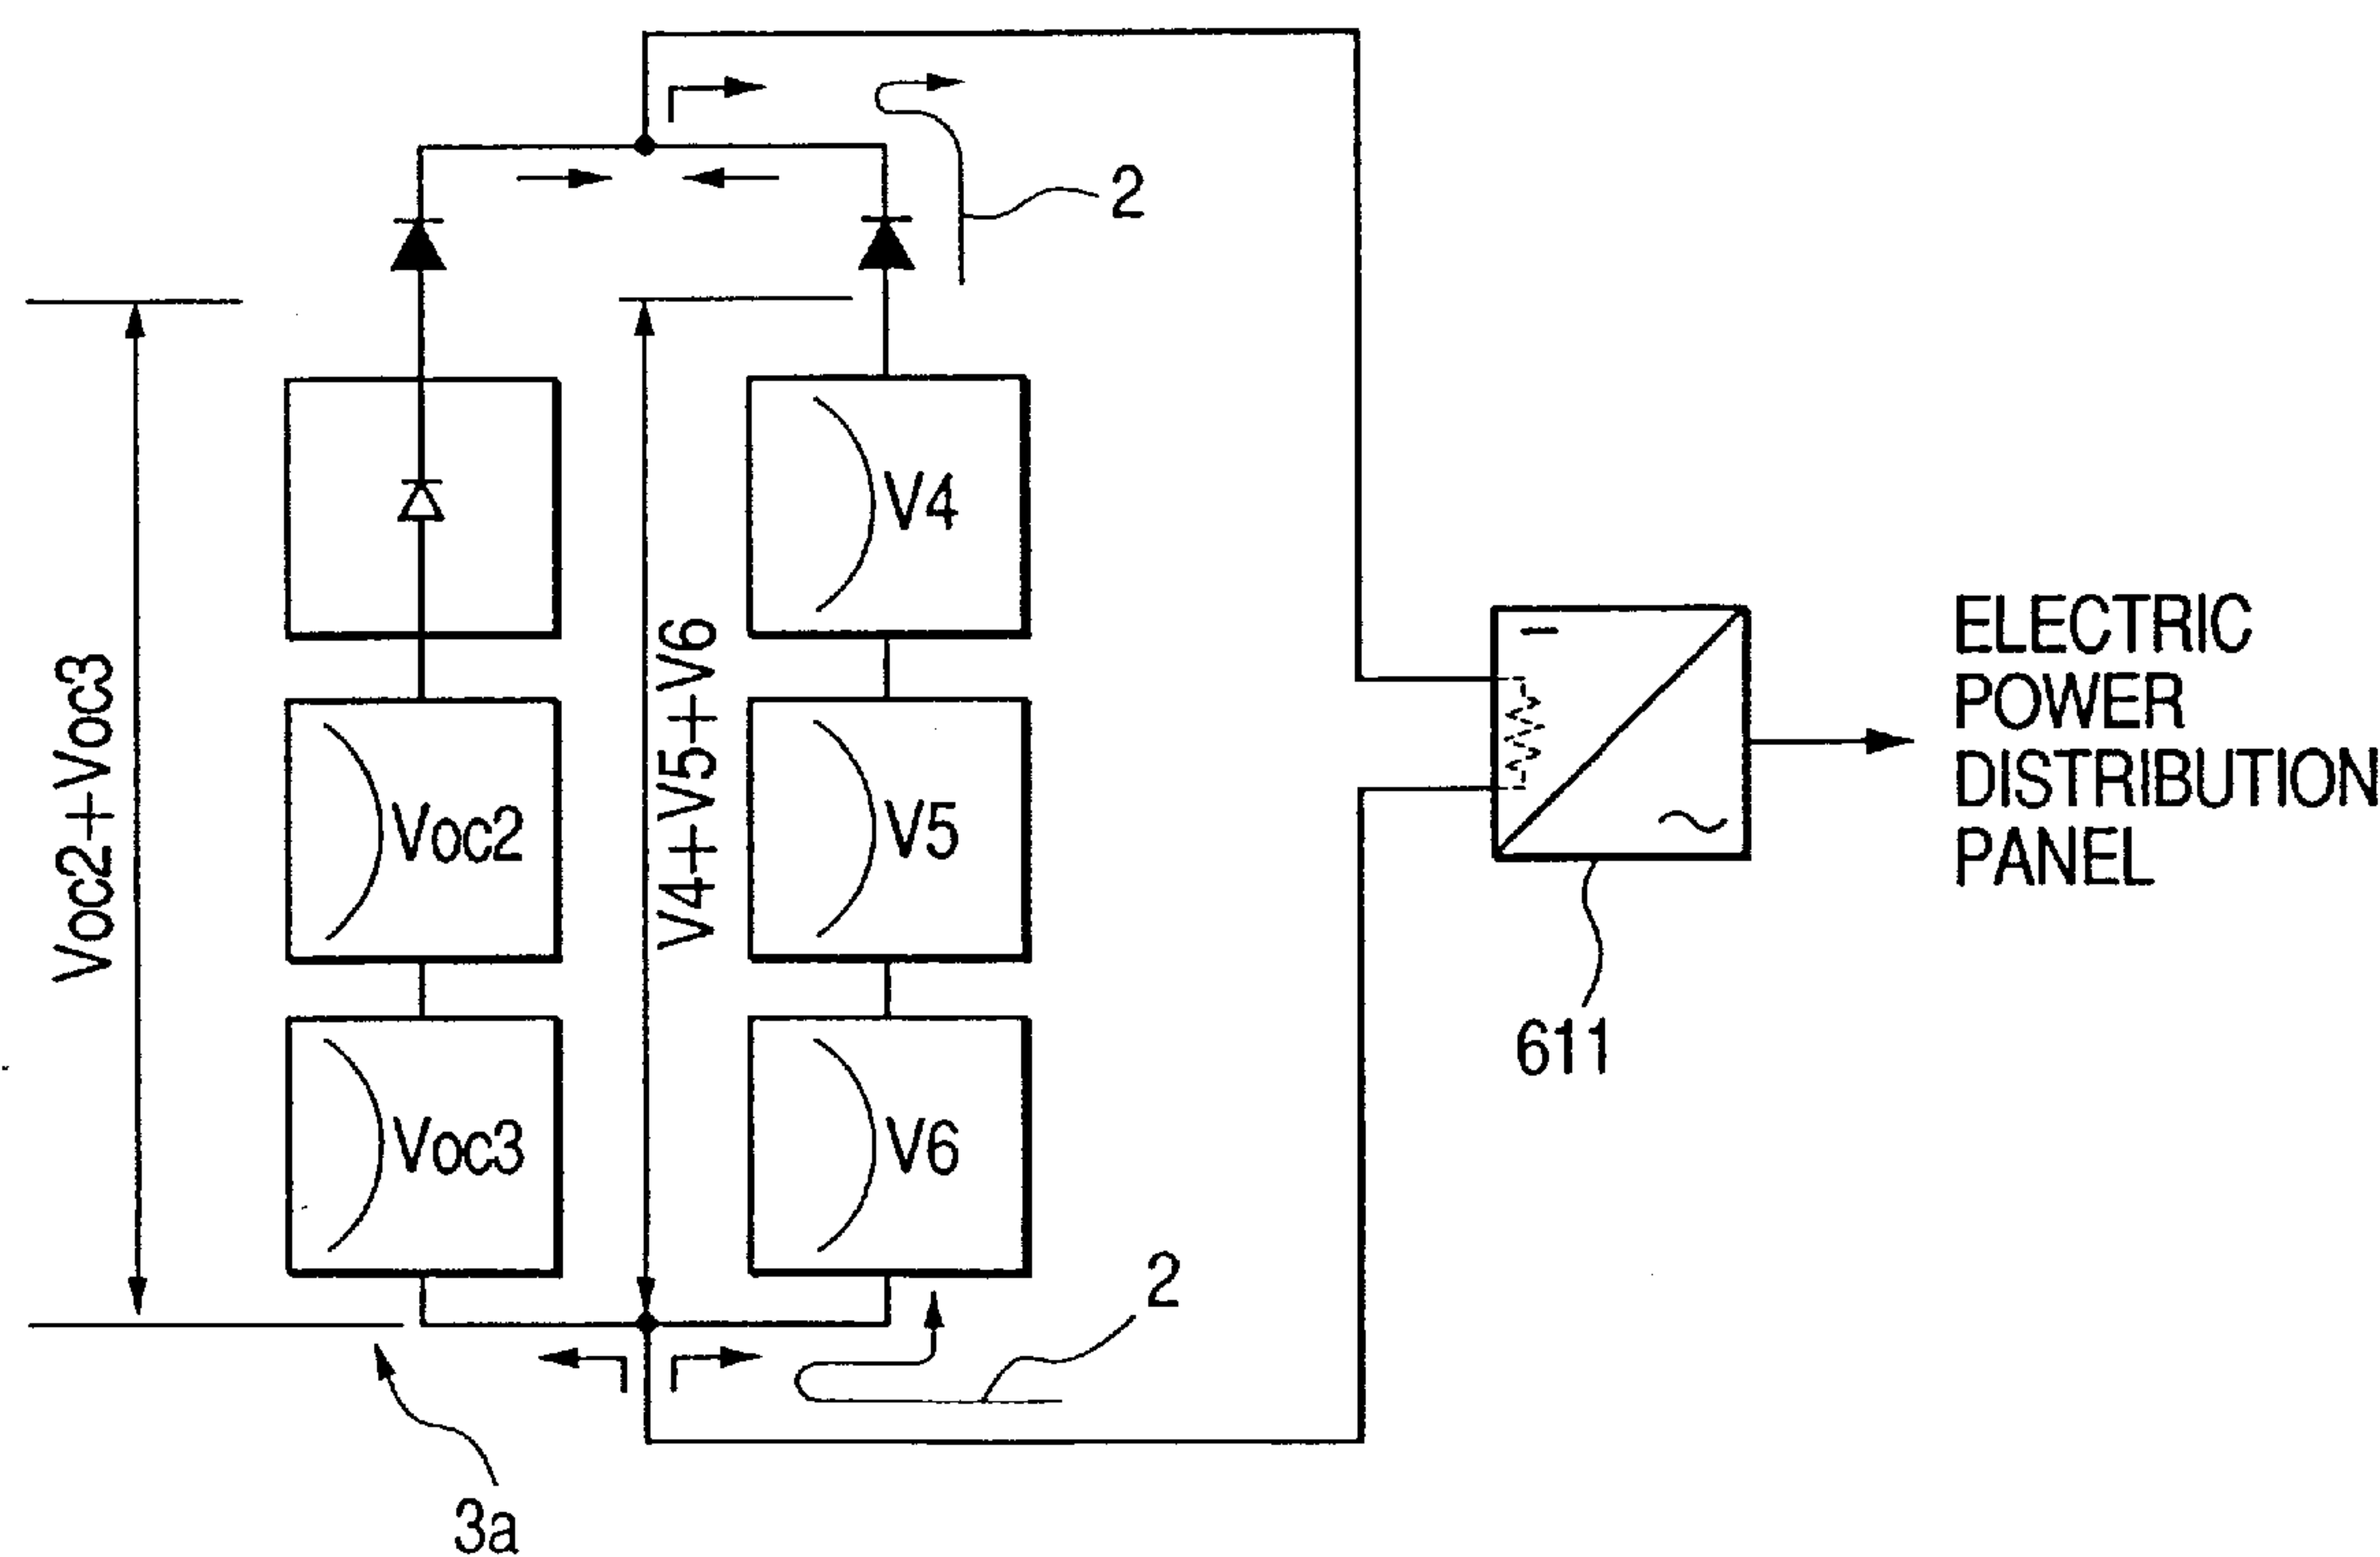 2
V4
Voc2+Voc3
V4+V5+V6
Voc2
V5
ELECTRIC
POWER
DISTRIBUTION
PANEL
611
Voc3
V6
2
3a